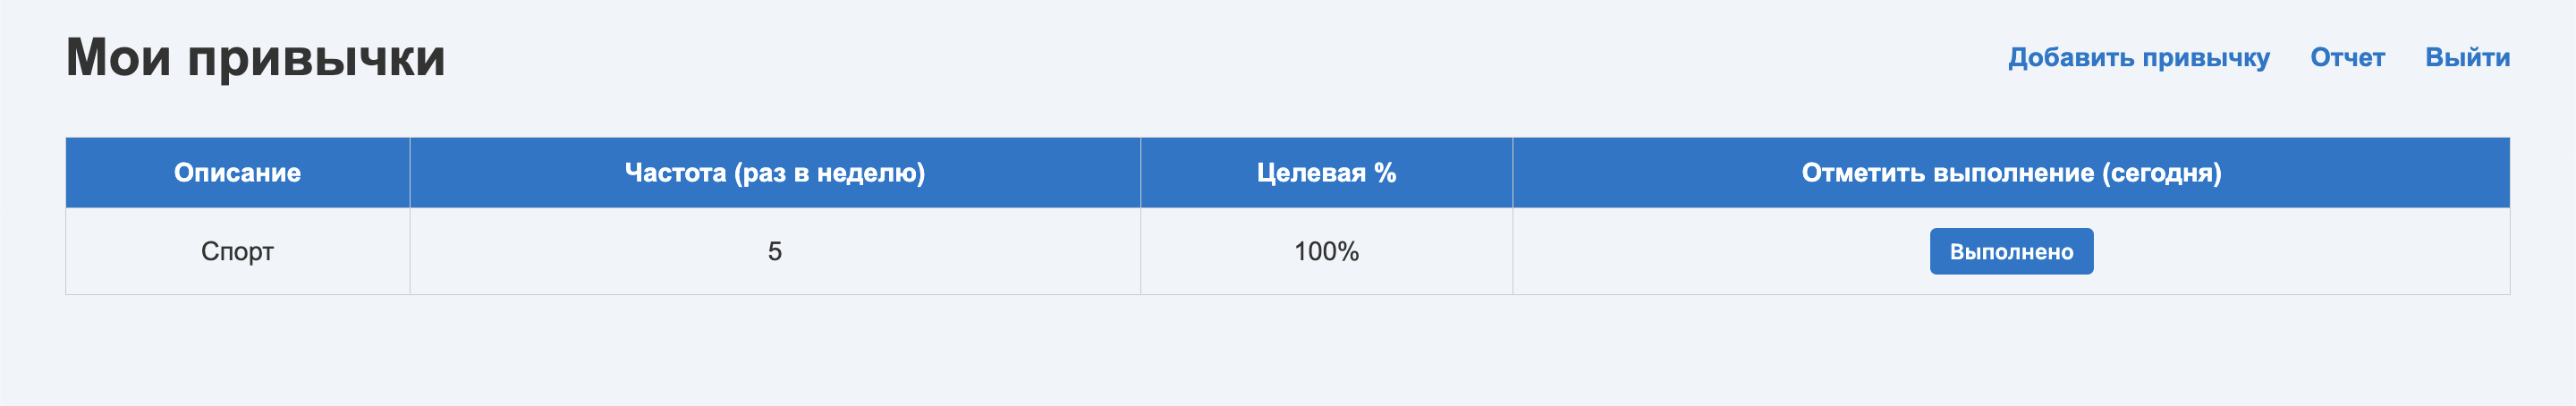 Мои привычки
Добавить привычку Отчет Выйти
Описание Частота (раз в неделю) Целевая % Отметить выполнение (сегодня)
Спорт 5 100% Выполнено